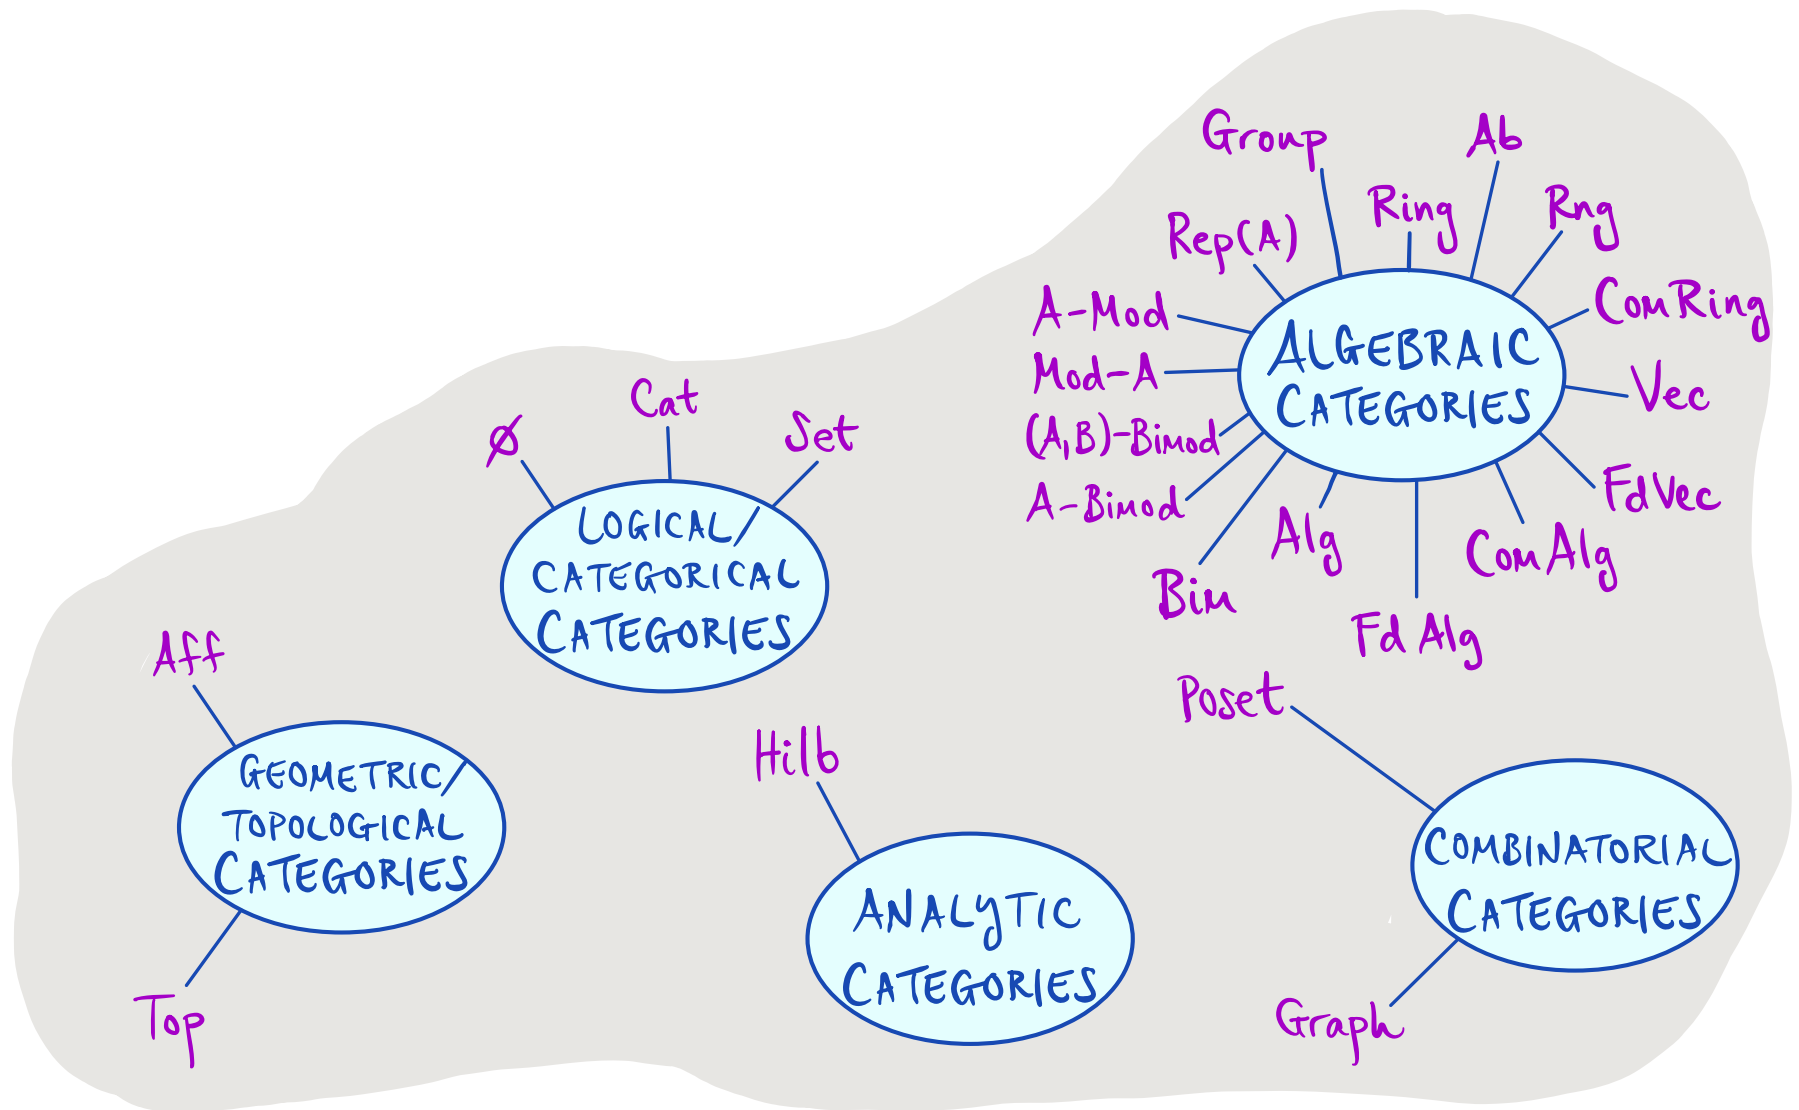 Group
Ab
Ring
Rng
Rep(A)
A-Mod
ComRing
Mod-A
ALGEBRAIC
CATEGORIES
Vec
(A,B)-Bimod
A-Bimod
FdVec
Bim
Alg
ComAlg
Fd Alg
Ø
Cat
Set
LOGICAL/
CATEGORICAL
CATEGORIES
Aff
GEOMETRIC/
TOPOLOGICAL
CATEGORIES
Top
Hilb
ANALYTIC
CATEGORIES
Poset
COMBINATORIAL
CATEGORIES
Graph